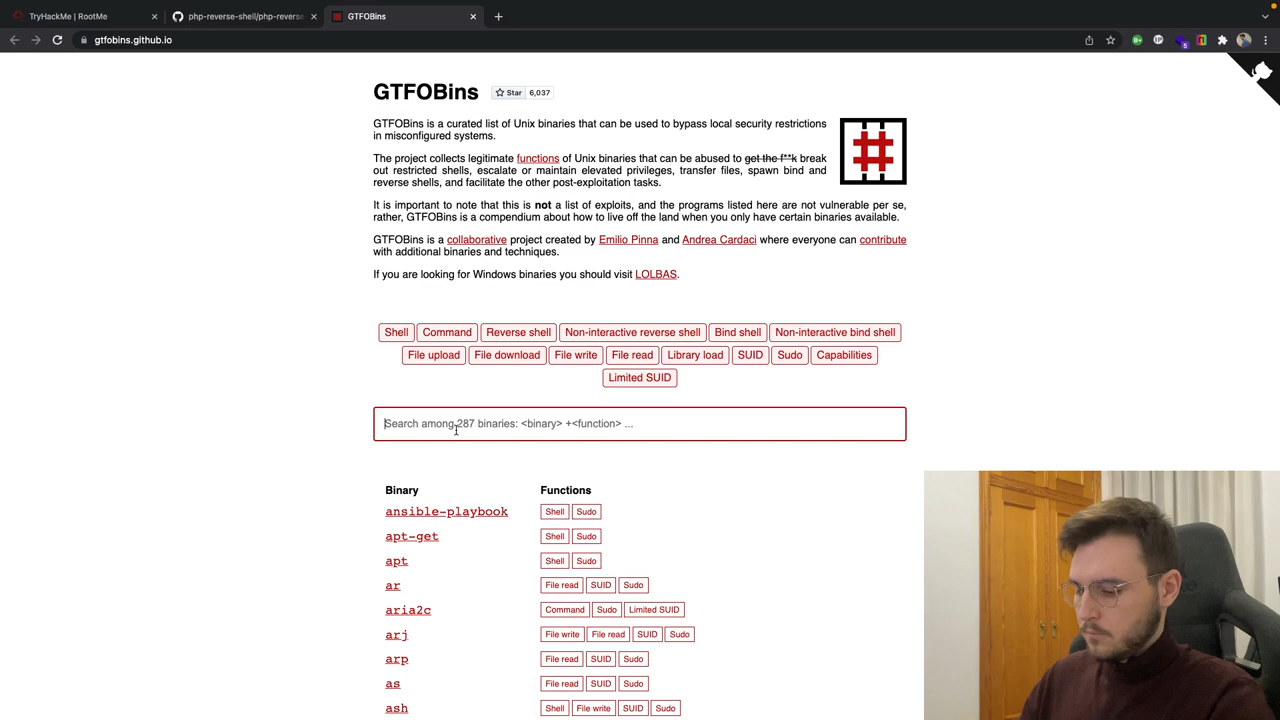 TryHackMe | RootMe
php-reverse-shell/php-reverse
GTFOBins
gtfobins.github.io
5
GTFOBins
Star 6,037
GTFOBins is a curated list of Unix binaries that can be used to bypass local security restrictions
in misconfigured systems.
The project collects legitimate functions of Unix binaries that can be abused to get the f**k break
out restricted shells, escalate or maintain elevated privileges, transfer files, spawn bind and
reverse shells, and facilitate the other post-exploitation tasks.
It is important to note that this is not a list of exploits, and the programs listed here are not vulnerable per se,
rather, GTFOBins is a compendium about how to live off the land when you only have certain binaries available.
GTFOBins is a collaborative project created by Emilio Pinna and Andrea Cardaci where everyone can contribute
with additional binaries and techniques.
If you are looking for Windows binaries you should visit LOLBAS.
Shell Command Reverse shell Non-interactive reverse shell Bind shell Non-interactive bind shell
File upload File download File write File read Library load SUID Sudo Capabilities
Limited SUID
Search among 287 binaries: <binary> +<function> ...
Binary Functions
ansible-playbook Shell Sudo
apt-get Shell Sudo
apt Shell Sudo
ar File read SUID Sudo
aria2c Command Sudo Limited SUID
arj File write File read SUID Sudo
arp File read SUID Sudo
as File read SUID Sudo
ash Shell File write SUID Sudo